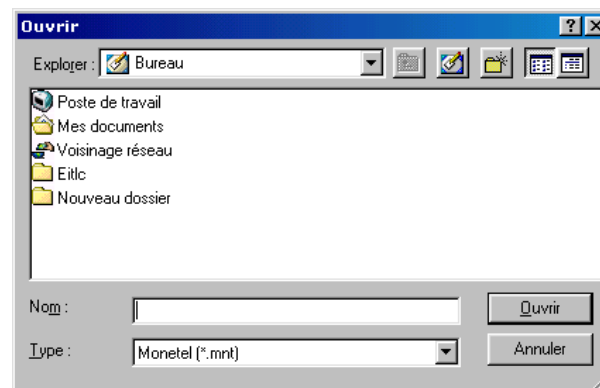 Ouvrir
Explorer : Bureau
Poste de travail
Mes documents
Voisinage réseau
Eitlc
Nouveau dossier
Nom : Ouvrir
Type : Monetel (*.mnt) Annuler